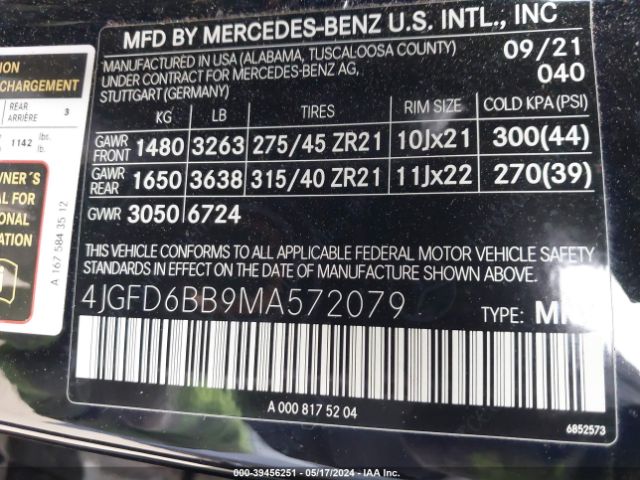 MFD BY MERCEDES-BENZ U.S. INTL., INC
MANUFACTURED IN USA (ALABAMA, TUSCALOOSA COUNTY) 09/21
UNDER CONTRACT FOR MERCEDES-BENZ AG, 040
STUTTGART (GERMANY)
KG LB TIRES RIM SIZE COLD KPA (PSI)
GAWR FRONT 1480 3263 275/45 ZR21 10Jx21 300(44)
GAWR REAR 1650 3638 315/40 ZR21 11Jx22 270(39)
GVWR 3050 6724
THIS VEHICLE CONFORMS TO ALL APPLICABLE FEDERAL MOTOR VEHICLE SAFETY
STANDARDS IN EFFECT ON THE DATE OF MANUFACTURE SHOWN ABOVE.
4JGFD6BB9MA572079 TYPE:
A 000 817 52 04
6852573
CHARGEMENT
REAR
ARRIÈRE 3
1142 lbs.
lb.
FOR
A 167 584 35 12
000-39456251 - 05/17/2024 - IAA Inc.